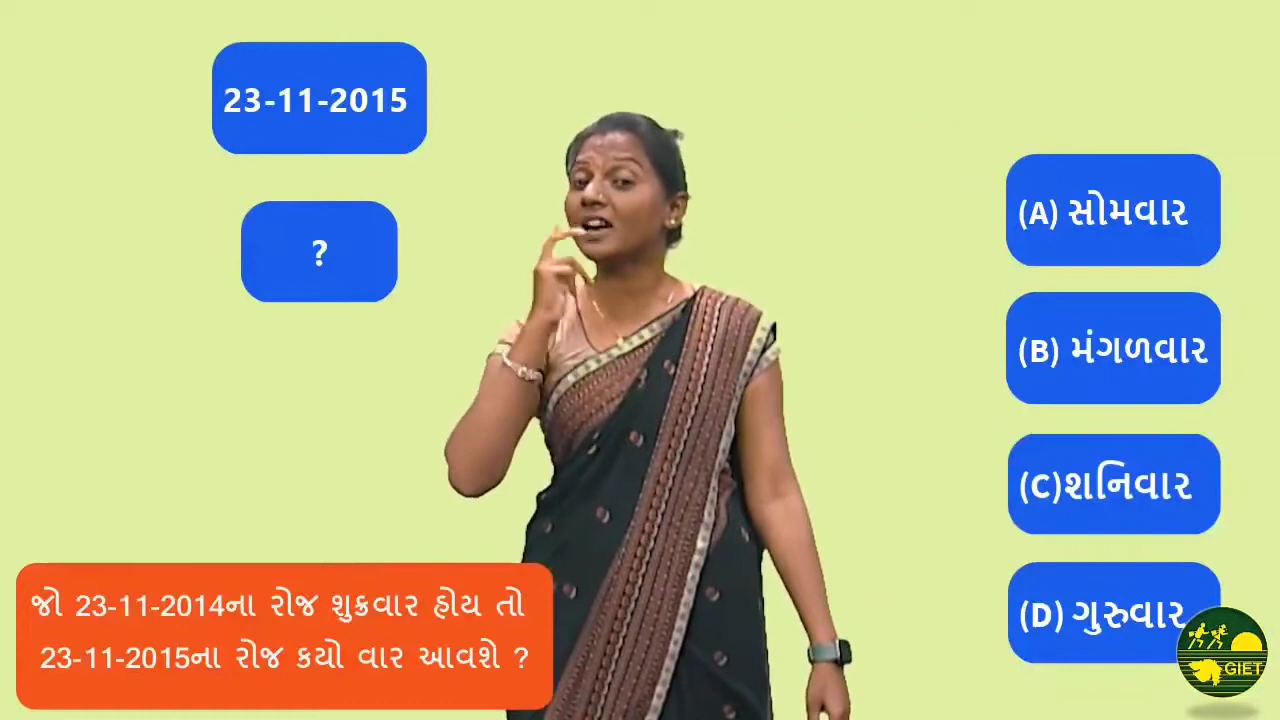 23-11-2015
?
(A) સોમવાર
(B) મંગળવાર
(C)શનિવાર
(D) ગુરુવાર
જો 23-11-2014ના રોજ શુક્રવાર હોય તો
23-11-2015ના રોજ કયો વાર આવશે ?
GIET